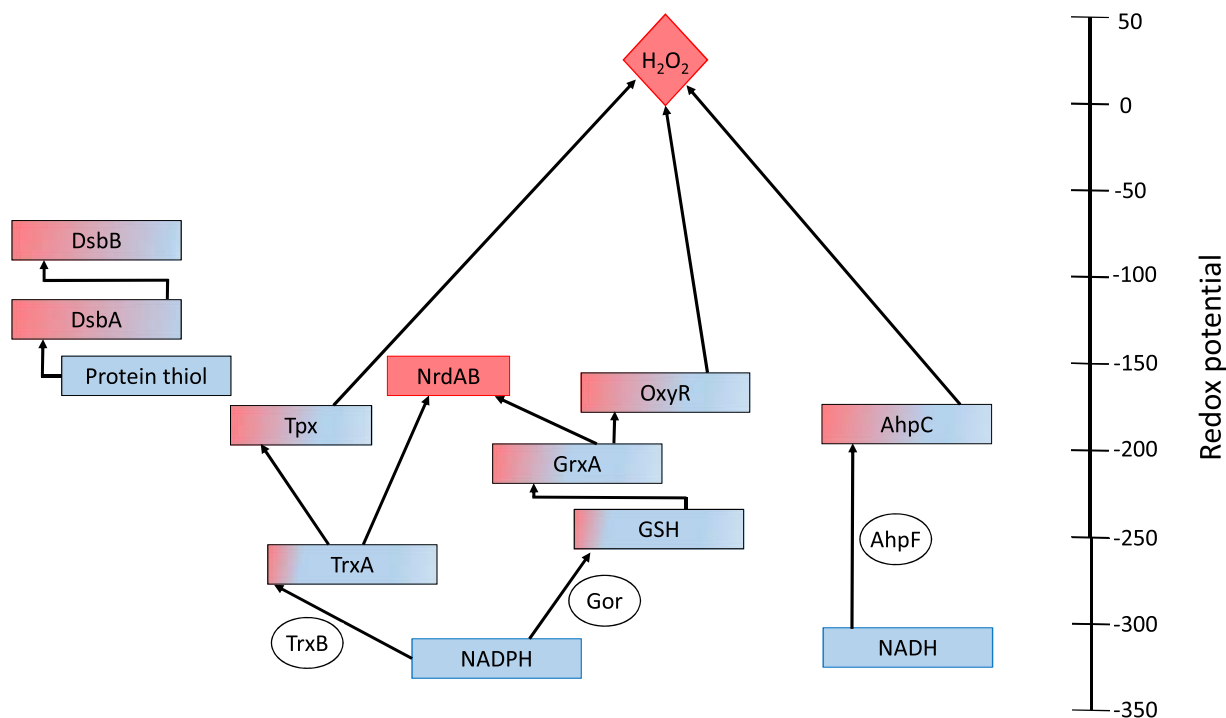 H₂O₂
50
0
-50
-100
-150
-200
-250
-300
-350
Redox potential
DsbB
DsbA
Protein thiol
Tpx
NrdAB
OxyR
AhpC
GrxA
GSH
TrxA
AhpF
Gor
TrxB
NADPH
NADH